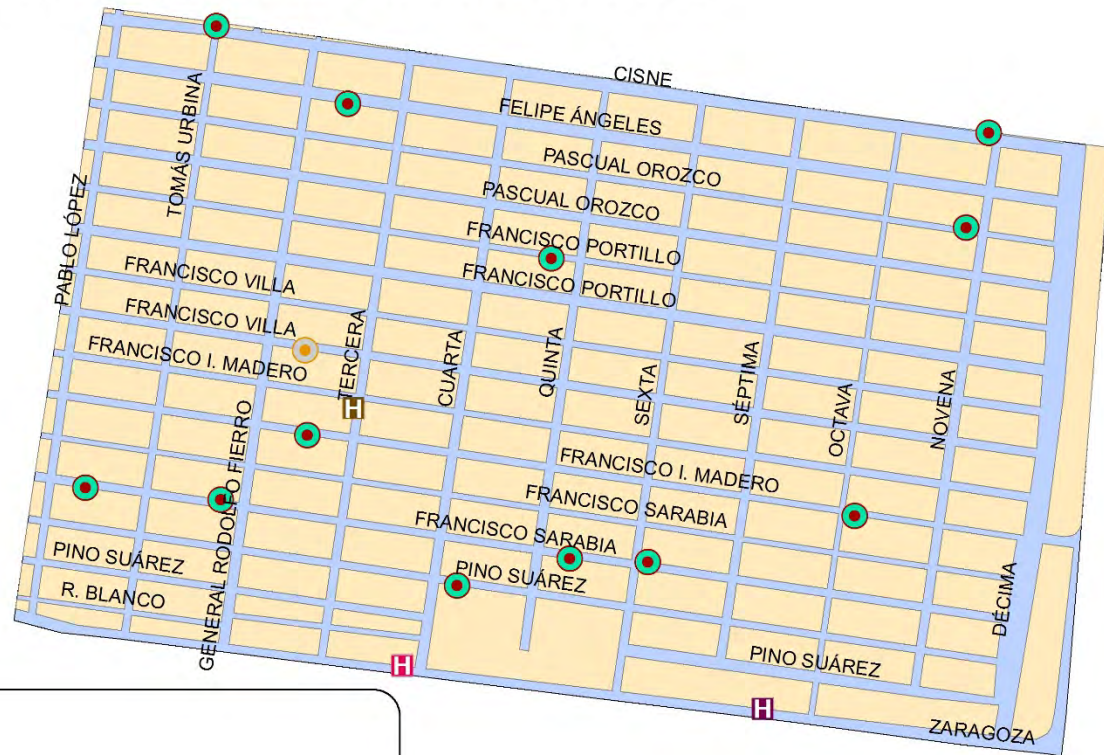 CISNE
FELIPE ÁNGELES
TOMÁS URBINA
PASCUAL OROZCO
PASCUAL OROZCO
PABLO LÓPEZ
FRANCISCO PORTILLO
FRANCISCO VILLA
FRANCISCO PORTILLO
FRANCISCO VILLA
FRANCISCO I. MADERO
TERCERA
CUARTA
QUINTA
SEXTA
SÉPTIMA
OCTAVA
NOVENA
H
GENERAL RODOLFO FIERRO
FRANCISCO I. MADERO
FRANCISCO SARABIA
FRANCISCO SARABIA
PINO SUÁREZ
PINO SUÁREZ
R. BLANCO
DÉCIMA
PINO SUÁREZ
H
H
ZARAGOZA